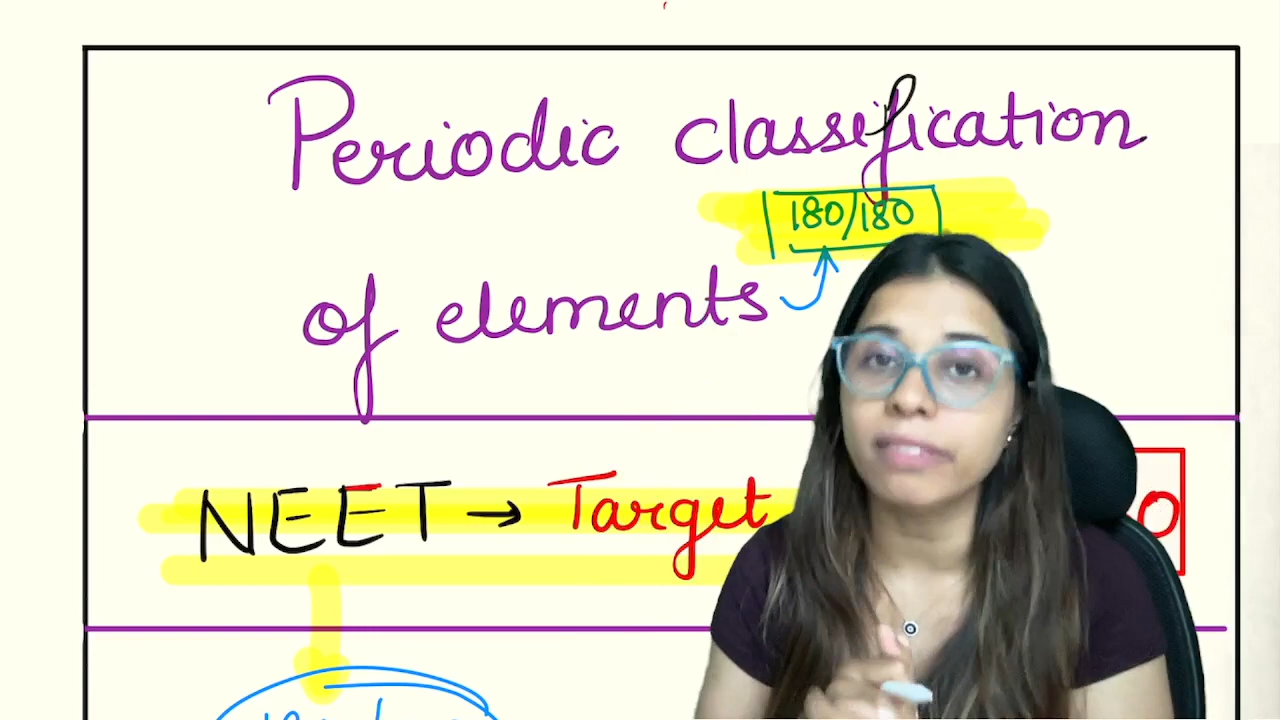 Periodic classification
180/180
of elements
NEET → Target